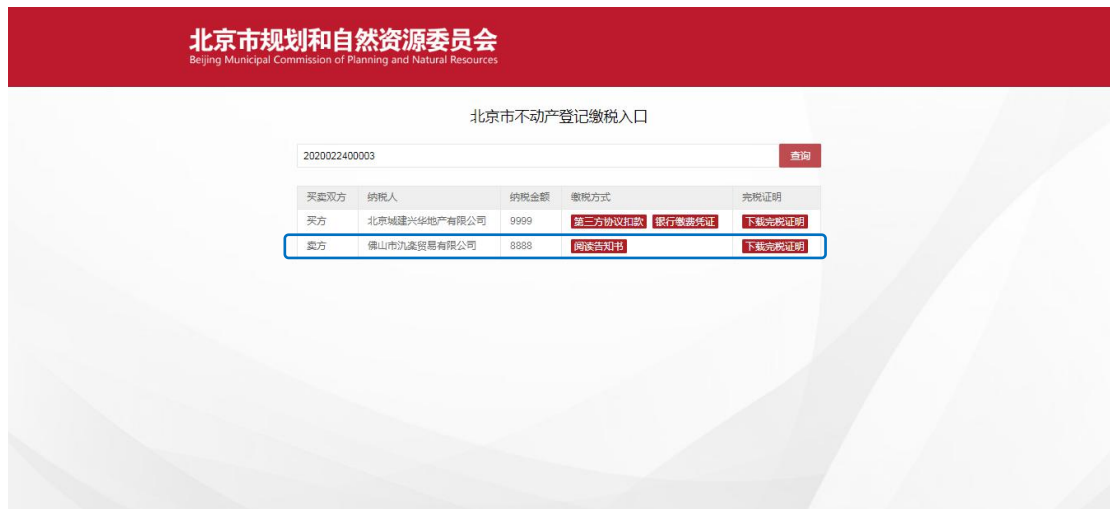 北京市规划和自然资源委员会
Beijing Municipal Commission of Planning and Natural Resources
北京市不动产登记缴税入口
2020022400003 查询
买卖双方 纳税人 纳税金额 缴税方式 完税证明
买方 北京城建兴华地产有限公司 9999 第三方协议扣款 银行缴费凭证 下载完税证明
卖方 佛山市氿滧贸易有限公司 8888 阅读告知书 下载完税证明